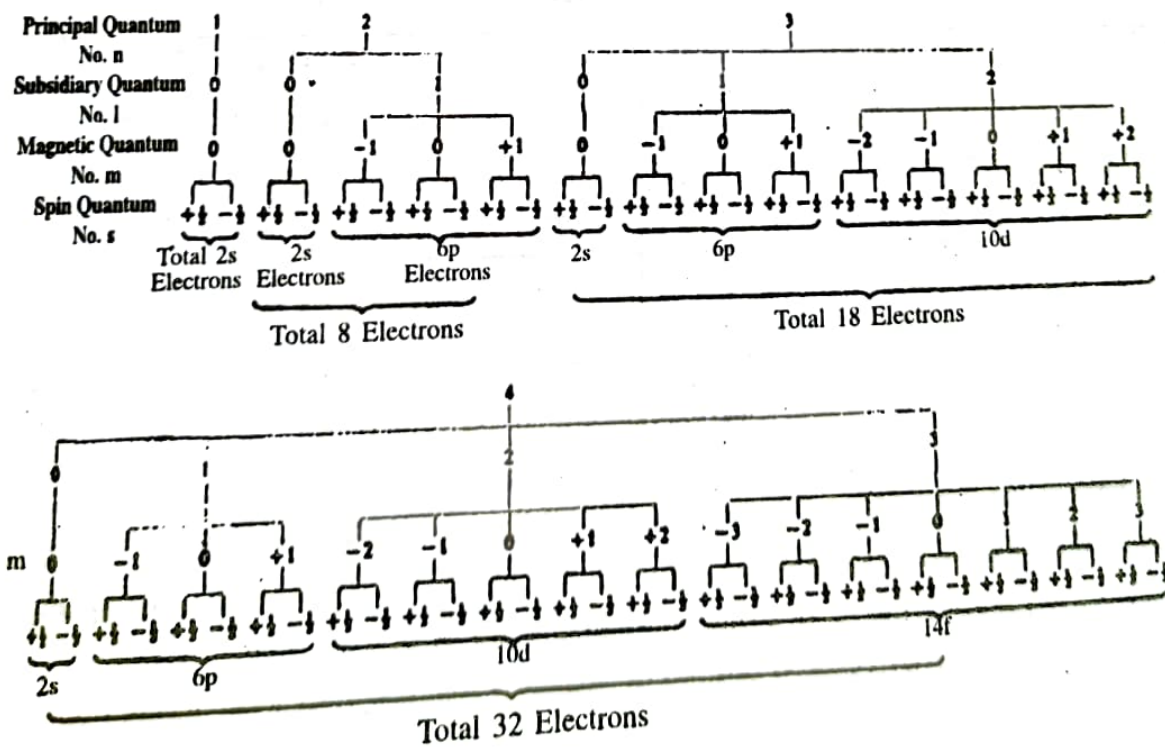 Principal Quantum 1 2 3
No. n
Subsidiary Quantum 0 0 1 0 1 2
No. l
Magnetic Quantum 0 0 -1 0 +1 0 -1 0 +1 -2 -1 0 +1 +2
No. m
Spin Quantum +½ -½ +½ -½ +½ -½ +½ -½ +½ -½ +½ -½ +½ -½ +½ -½ +½ -½ +½ -½ +½ -½ +½ -½ +½ -½ +½ -½
No. s
Total 2s 2s 6p 2s 6p 10d
Electrons Electrons Electrons
Total 8 Electrons Total 18 Electrons
4
0 1 2 3
m 0 -1 0 +1 -2 -1 0 +1 +2 -3 -2 -1 0 1 2 3
+½ -½ +½ -½ +½ -½ +½ -½ +½ -½ +½ -½ +½ -½ +½ -½ +½ -½ +½ -½ +½ -½ +½ -½ +½ -½ +½ -½ +½ -½ +½ -½
2s 6p 10d 14f
Total 32 Electrons